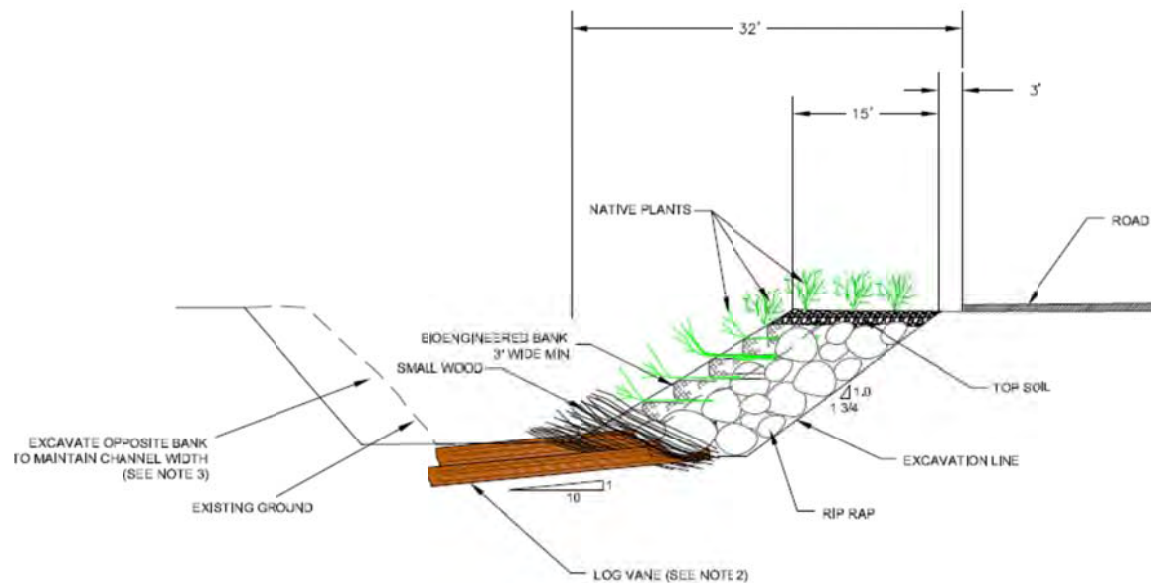 32'
3'
15'
NATIVE PLANTS
ROAD
BIOENGINEERED BANK
3' WIDE MIN
SMALL WOOD
1.0
1 3/4
TOP SOIL
EXCAVATE OPPOSITE BANK
TO MAINTAIN CHANNEL WIDTH
(SEE NOTE 3)
EXCAVATION LINE
1
10
EXISTING GROUND
RIP RAP
LOG VANE (SEE NOTE 2)